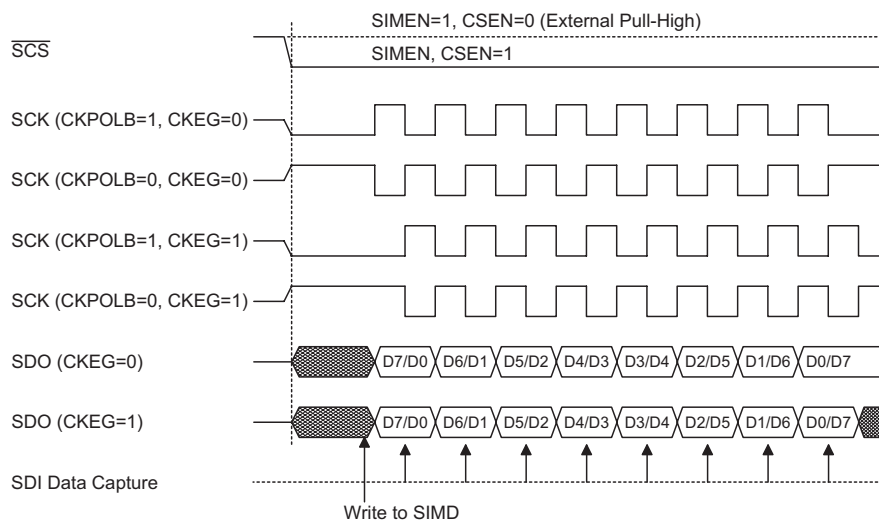 SIMEN=1, CSEN=0 (External Pull-High)
SCS
SIMEN, CSEN=1
SCK (CKPOLB=1, CKEG=0)
SCK (CKPOLB=0, CKEG=0)
SCK (CKPOLB=1, CKEG=1)
SCK (CKPOLB=0, CKEG=1)
SDO (CKEG=0) D7/D0 D6/D1 D5/D2 D4/D3 D3/D4 D2/D5 D1/D6 D0/D7
SDO (CKEG=1) D7/D0 D6/D1 D5/D2 D4/D3 D3/D4 D2/D5 D1/D6 D0/D7
SDI Data Capture
Write to SIMD